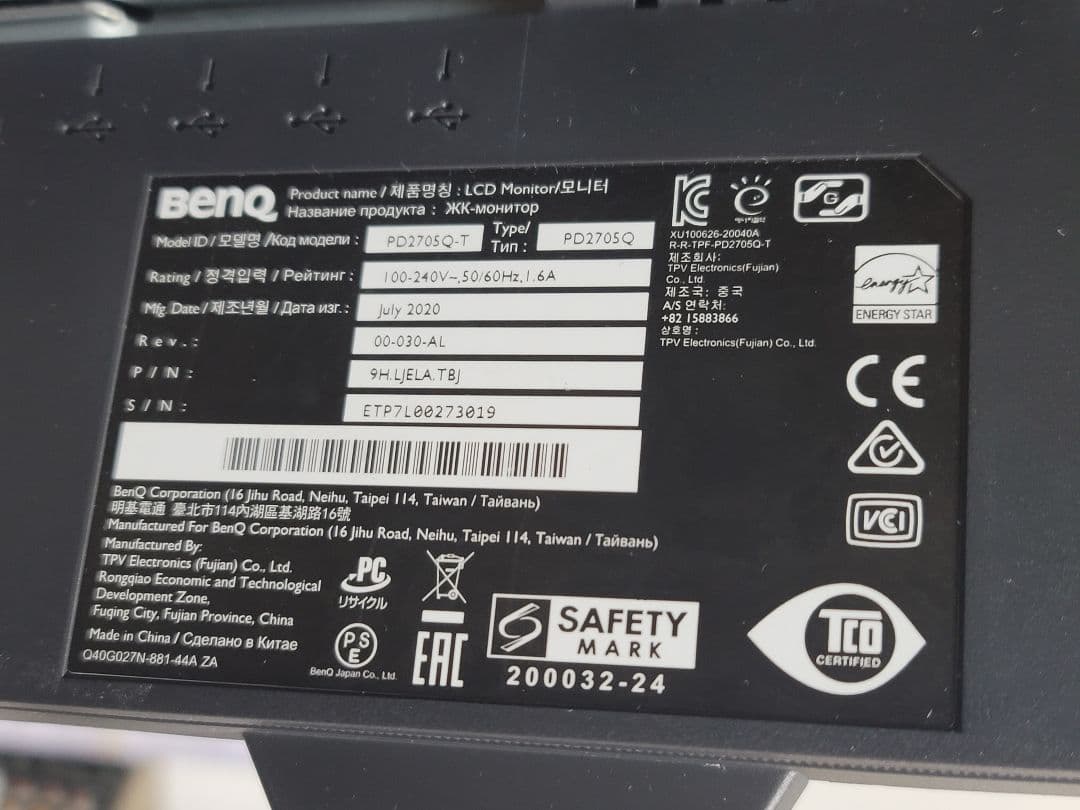 BenQ
Product name / 제품명칭 : LCD Monitor/모니터
Название продукта : ЖК-монитор
Model ID / 모델명 /Код модели : PD2705Q-T Type/ Тип : PD2705Q
Rating / 정격입력 / Рейтинг : 100-240V~,50/60Hz,1.6A
Mfg. Date / 제조년월 / Дата изг. : July 2020
Rev. : 00-030-AL
P/N : 9H.LJELA.TBJ
S/N : ETP7L00273019
BenQ Corporation (16 Jihu Road, Neihu, Taipei 114, Taiwan / Тайвань)
明基電通 臺北市114內湖區基湖路16號
Manufactured For BenQ Corporation (16 Jihu Road, Neihu, Taipei 114, Taiwan / Тайвань)
Manufactured By:
TPV Electronics (Fujian) Co., Ltd.
Rongqiao Economic and Technological
Development Zone,
Fuqing City, Fujian Province, China
Made in China / Сделано в Китае
Q40G027N-881-44A ZA
PC
リサイクル
PSE
BenQ Japan Co., Ltd.
EAC
SAFETY
MARK
200032-24
XU100626-20040A
R-R-TPF-PD2705Q-T
제조회사:
TPV Electronics(Fujian)
Co., Ltd.
제조국: 중국
A/S 연락처:
+82 15883866
상호명 :
TPV Electronics(Fujian) Co., Ltd.
G
energy
ENERGY STAR
CE
VCCI
TCO
CERTIFIED